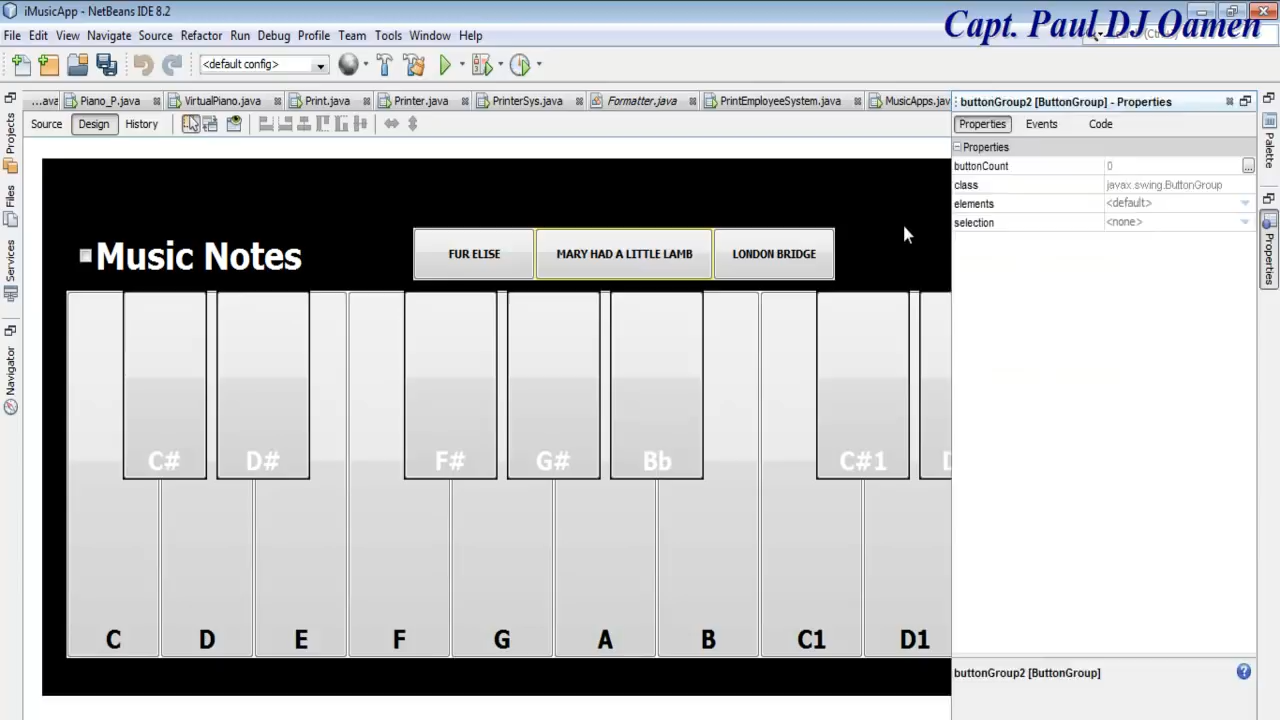 iMusicApp - NetBeans IDE 8.2
Capt. Paul DJ Oamen
File Edit View Navigate Source Refactor Run Debug Profile Team Tools Window Help
<default config>
...ava Piano_P.java VirtualPiano.java Print.java Printer.java PrinterSys.java Formatter.java PrintEmployeeSystem.java MusicApps.jav
buttonGroup2 [ButtonGroup] - Properties
Source Design History
Properties Events Code
Properties
buttonCount 0 ...
class javax.swing.ButtonGroup
elements <default>
selection <none>
Projects
Files
Services
Navigator
Palette
Properties
Music Notes
FUR ELISE MARY HAD A LITTLE LAMB LONDON BRIDGE
C# D# F# G# Bb C#1
C D E F G A B C1 D1
buttonGroup2 [ButtonGroup]